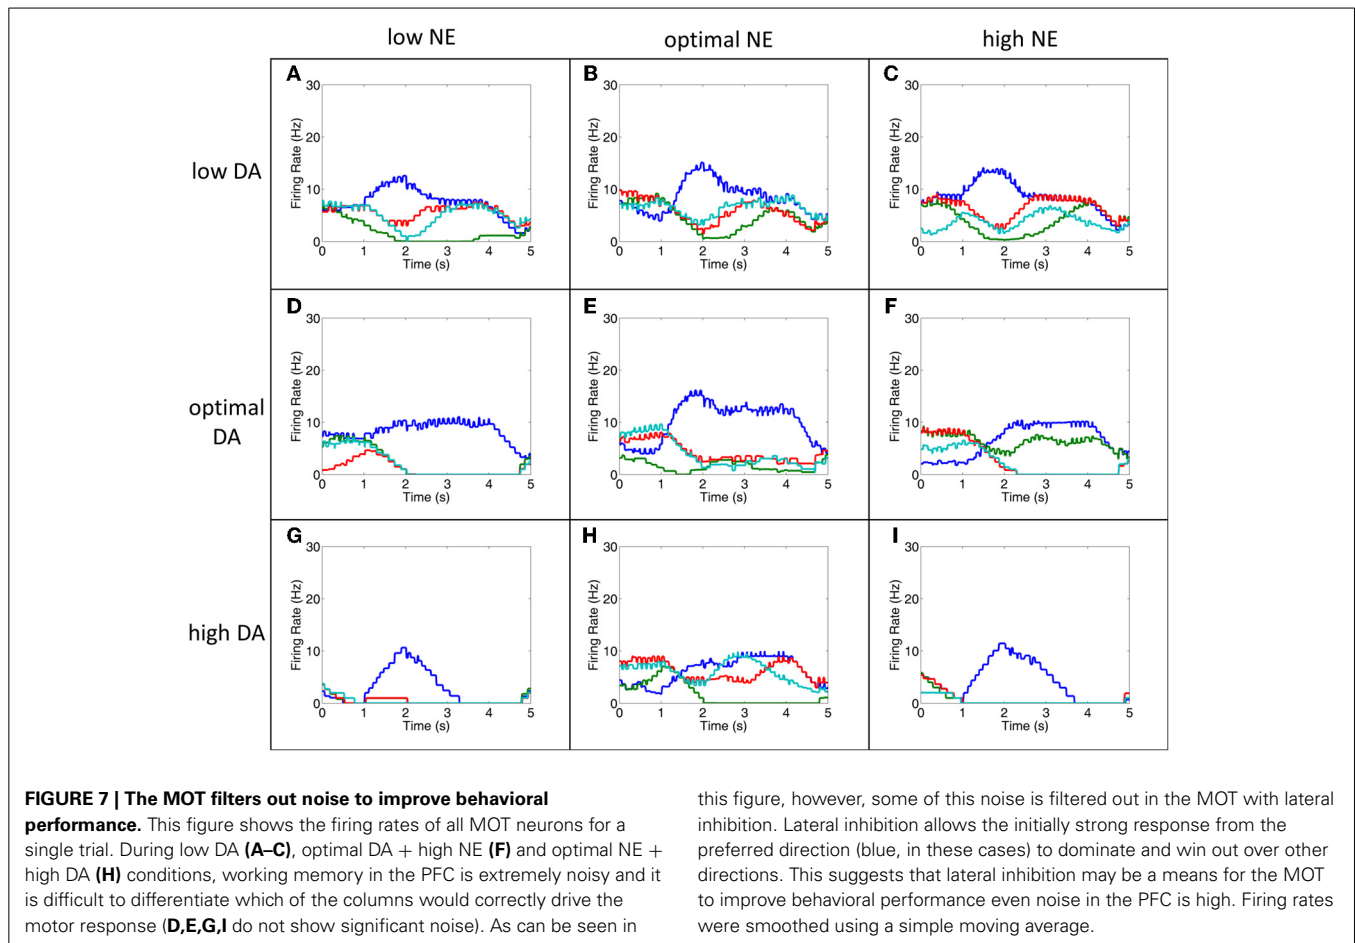 low NE
optimal NE
high NE
low DA
optimal
DA
high DA
A
30
20
10
0
Firing Rate (Hz)
0 1 2 3 4 5
Time (s)
B
30
20
10
0
Firing Rate (Hz)
0 1 2 3 4 5
Time (s)
C
30
20
10
0
Firing Rate (Hz)
0 1 2 3 4 5
Time (s)
D
30
20
10
0
Firing Rate (Hz)
0 1 2 3 4 5
Time (s)
E
30
20
10
0
Firing Rate (Hz)
0 1 2 3 4 5
Time (s)
F
30
20
10
0
Firing Rate (Hz)
0 1 2 3 4 5
Time (s)
G
30
20
10
0
Firing Rate (Hz)
0 1 2 3 4 5
Time (s)
H
30
20
10
0
Firing Rate (Hz)
0 1 2 3 4 5
Time (s)
I
30
20
10
0
Firing Rate (Hz)
0 1 2 3 4 5
Time (s)
FIGURE 7 | The MOT filters out noise to improve behavioral
performance. This figure shows the firing rates of all MOT neurons for a
single trial. During low DA (A–C), optimal DA + high NE (F) and optimal NE +
high DA (H) conditions, working memory in the PFC is extremely noisy and it
is difficult to differentiate which of the columns would correctly drive the
motor response (D,E,G,I do not show significant noise). As can be seen in
this figure, however, some of this noise is filtered out in the MOT with lateral
inhibition. Lateral inhibition allows the initially strong response from the
preferred direction (blue, in these cases) to dominate and win out over other
directions. This suggests that lateral inhibition may be a means for the MOT
to improve behavioral performance even noise in the PFC is high. Firing rates
were smoothed using a simple moving average.